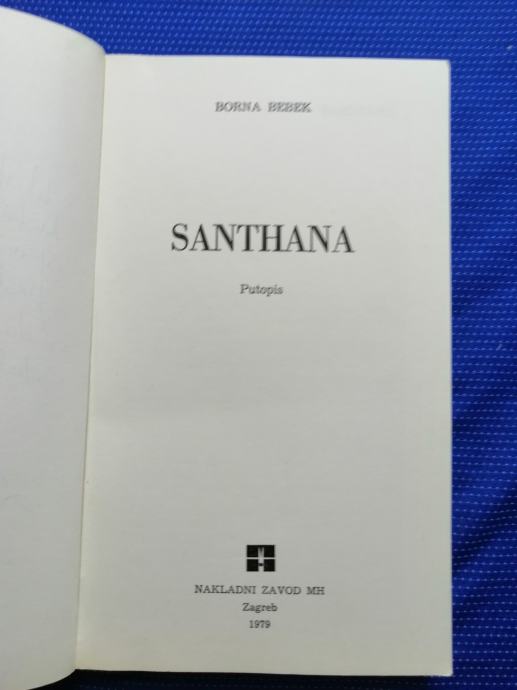 BORNA BEBEK
SANTHANA
Putopis
NAKLADNI ZAVOD MH
Zagreb
1979